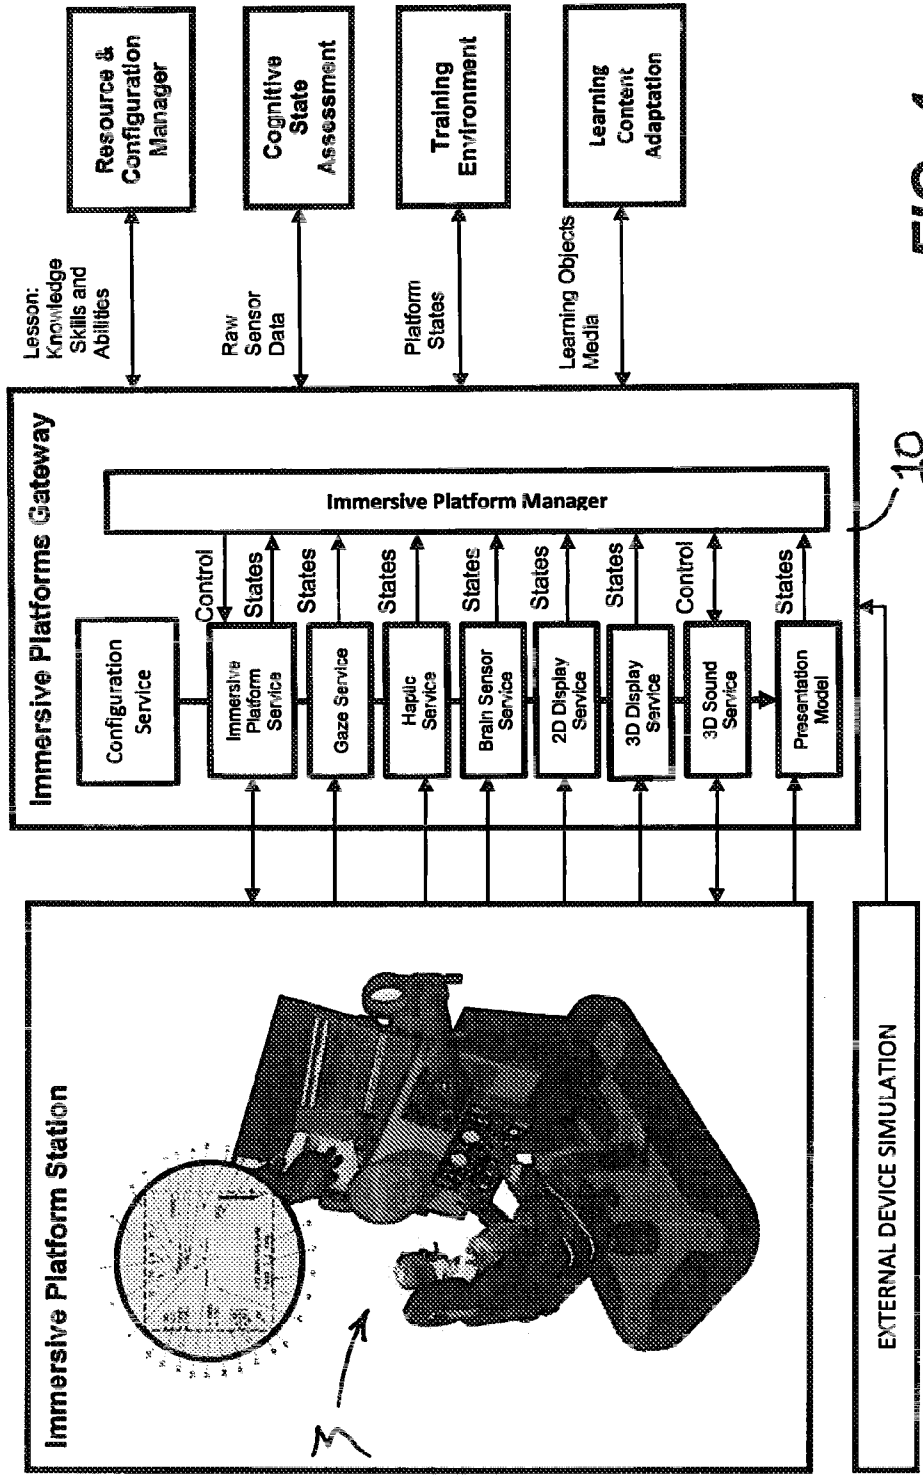 Immersive Platform Station
5
EXTERNAL DEVICE SIMULATION
Immersive Platforms Gateway
Configuration
Service
Immersive
Platform
Service
Gaze Service
Haptic
Service
Brain Sensor
Service
2D Display
Service
3D Display
Service
3D Sound
Service
Presentation
Model
Control
States
States
States
States
States
States
Control
States
Immersive Platform Manager
10
Lesson:
Knowledge
Skills and
Abilities
Raw
Sensor
Data
Platform
States
Learning Objects
Media
Resource &
Configuration
Manager
Cognitive
State
Assessment
Training
Environment
Learning
Content
Adaptation